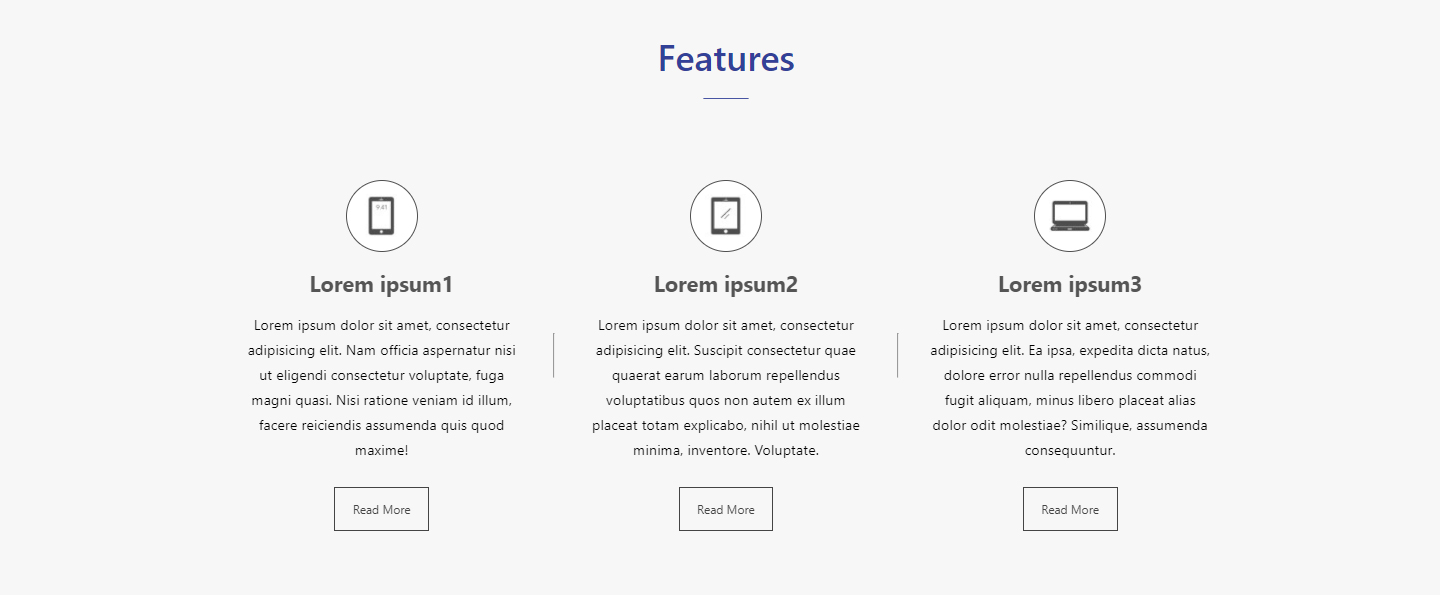 Features
9:41
Lorem ipsum1
Lorem ipsum dolor sit amet, consectetur
adipisicing elit. Nam officia aspernatur nisi
ut eligendi consectetur voluptate, fuga
magni quasi. Nisi ratione veniam id illum,
facere reiciendis assumenda quis quod
maxime!
Read More
Lorem ipsum2
Lorem ipsum dolor sit amet, consectetur
adipisicing elit. Suscipit consectetur quae
quaerat earum laborum repellendus
voluptatibus quos non autem ex illum
placeat totam explicabo, nihil ut molestiae
minima, inventore. Voluptate.
Read More
Lorem ipsum3
Lorem ipsum dolor sit amet, consectetur
adipisicing elit. Ea ipsa, expedita dicta natus,
dolore error nulla repellendus commodi
fugit aliquam, minus libero placeat alias
dolor odit molestiae? Similique, assumenda
consequuntur.
Read More